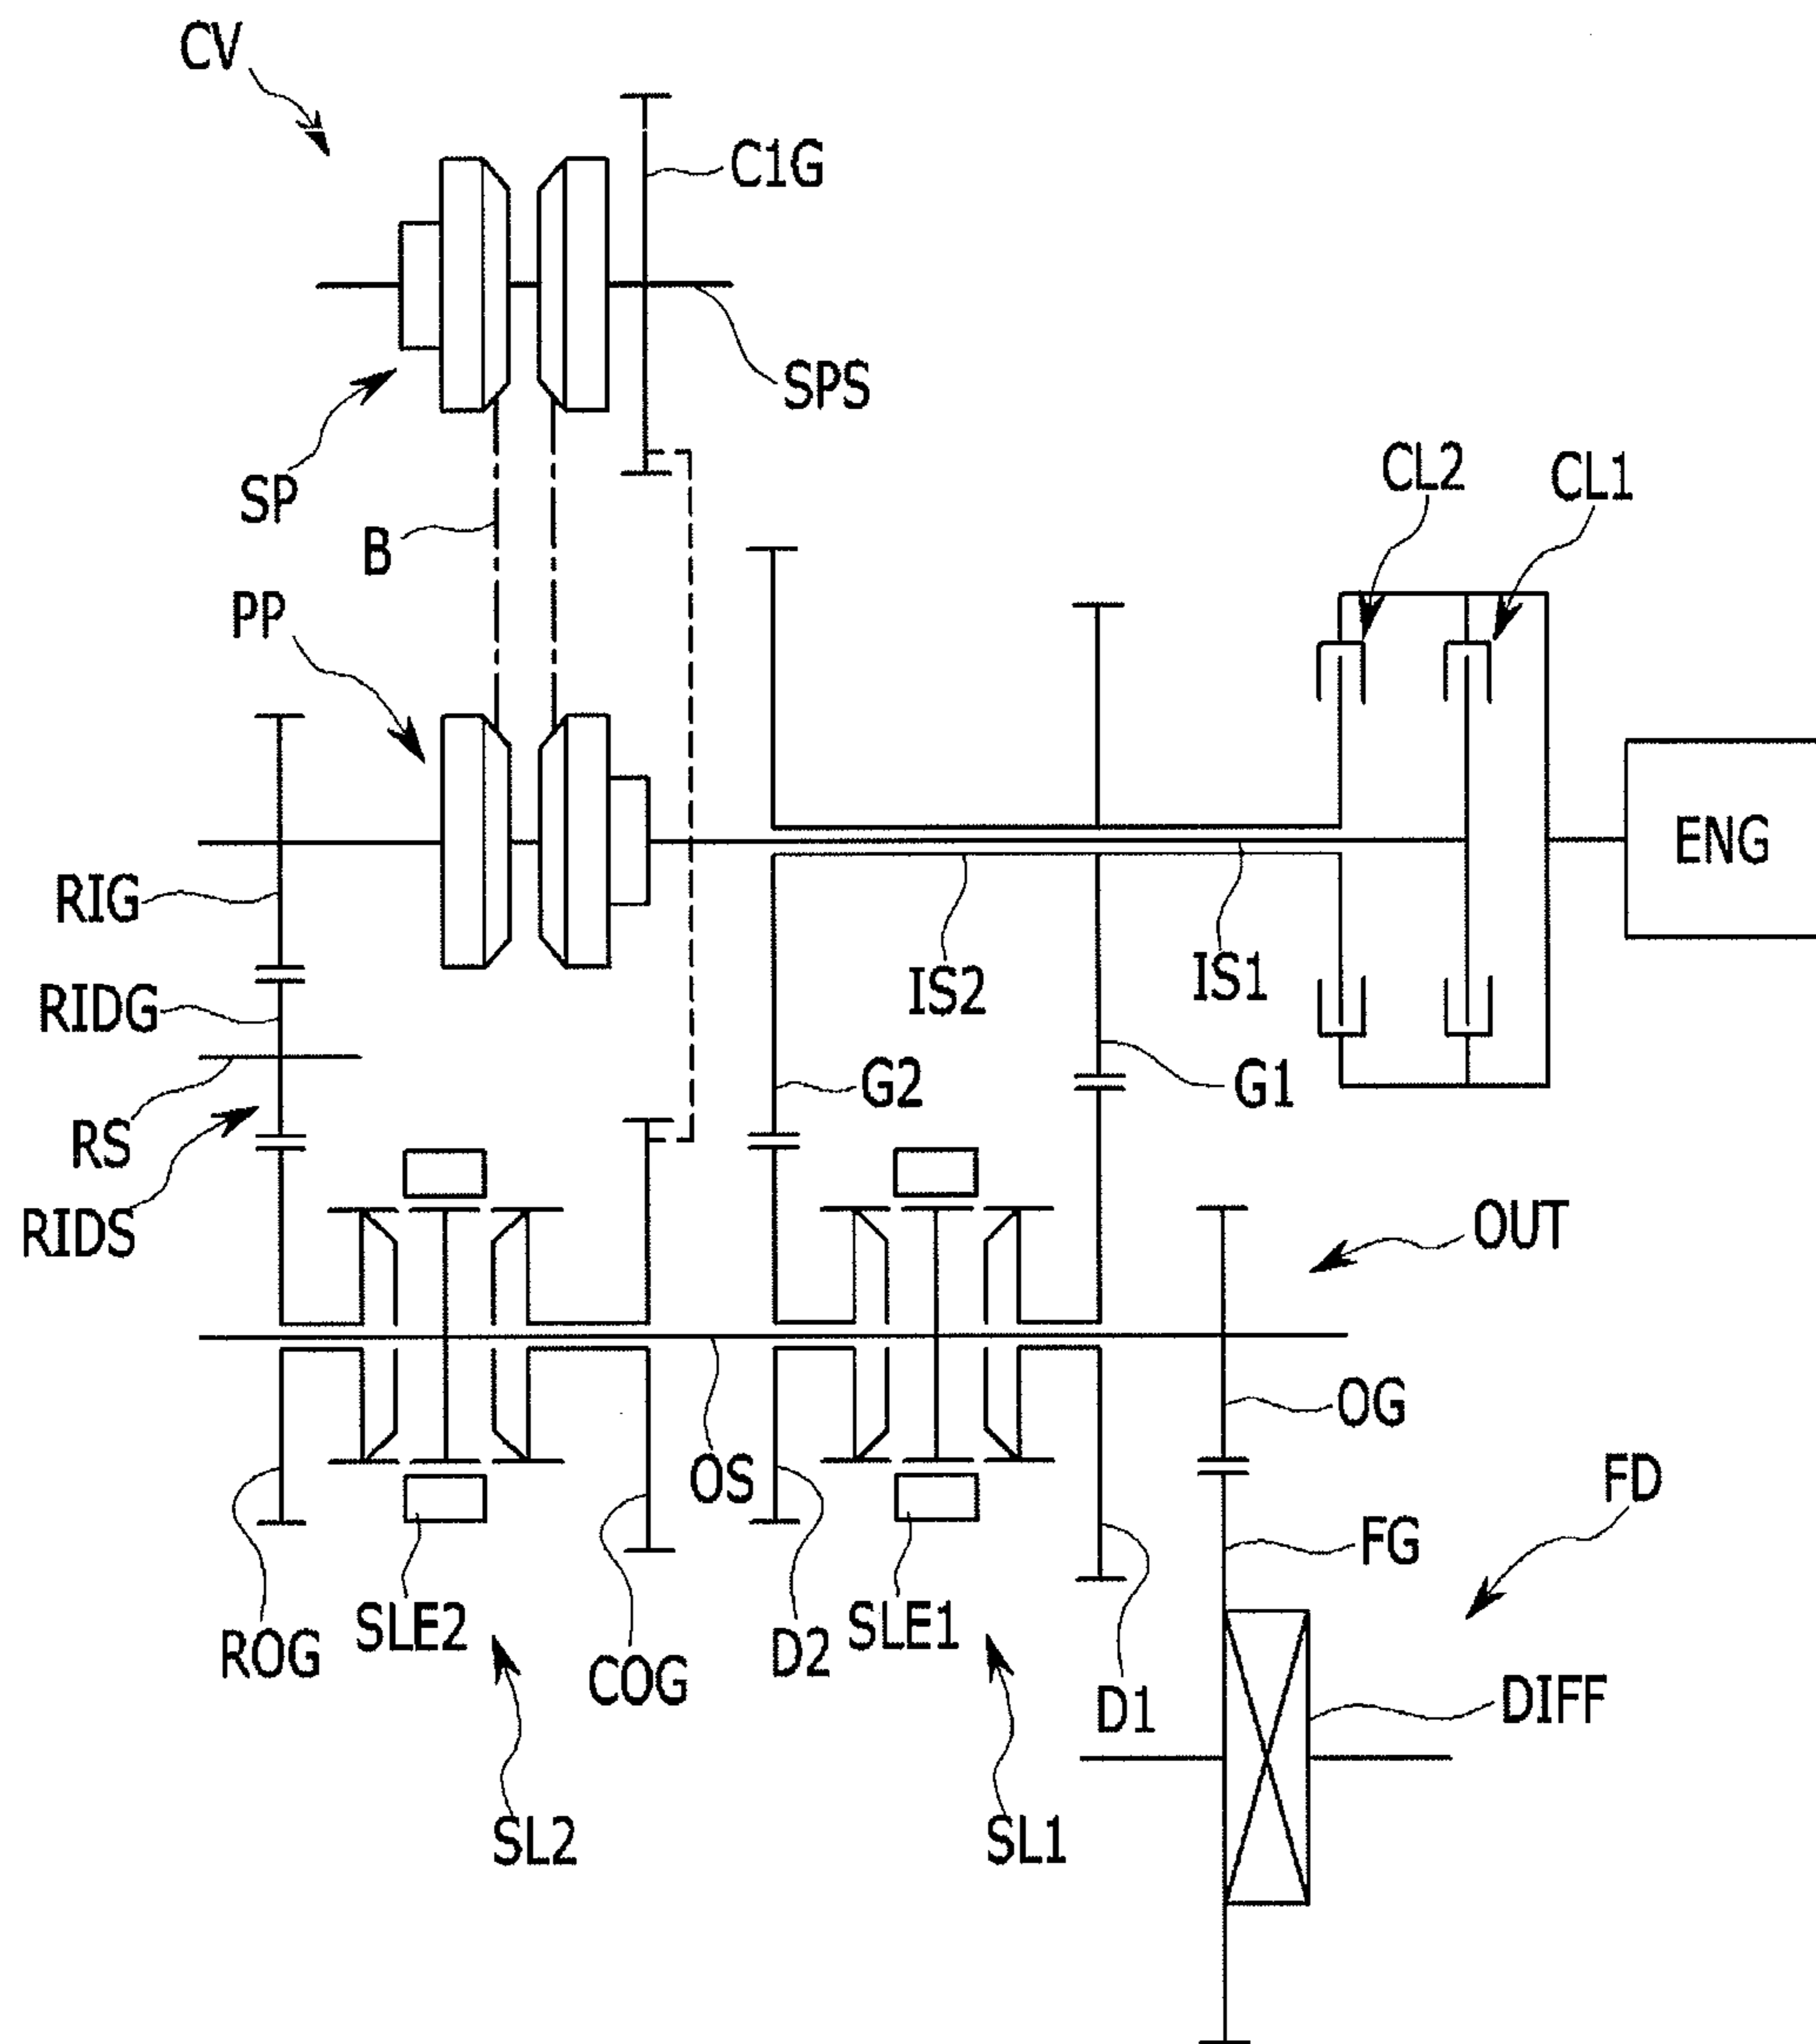 CV
C1G
SPS
SP
B
CL2
CL1
PP
ENG
RIG
IS2
IS1
RIDG
G2
G1
RS
RIDS
OUT
OG
OS
FD
FG
ROG
SLE2
COG
D2
SLE1
D1
DIFF
SL2
SL1